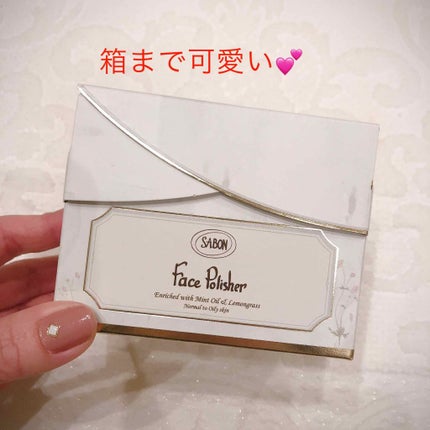 箱まで可愛い💕
SABON
Face Polisher
Enriched with Mint Oil & Lemongrass
Normal to Oily skin